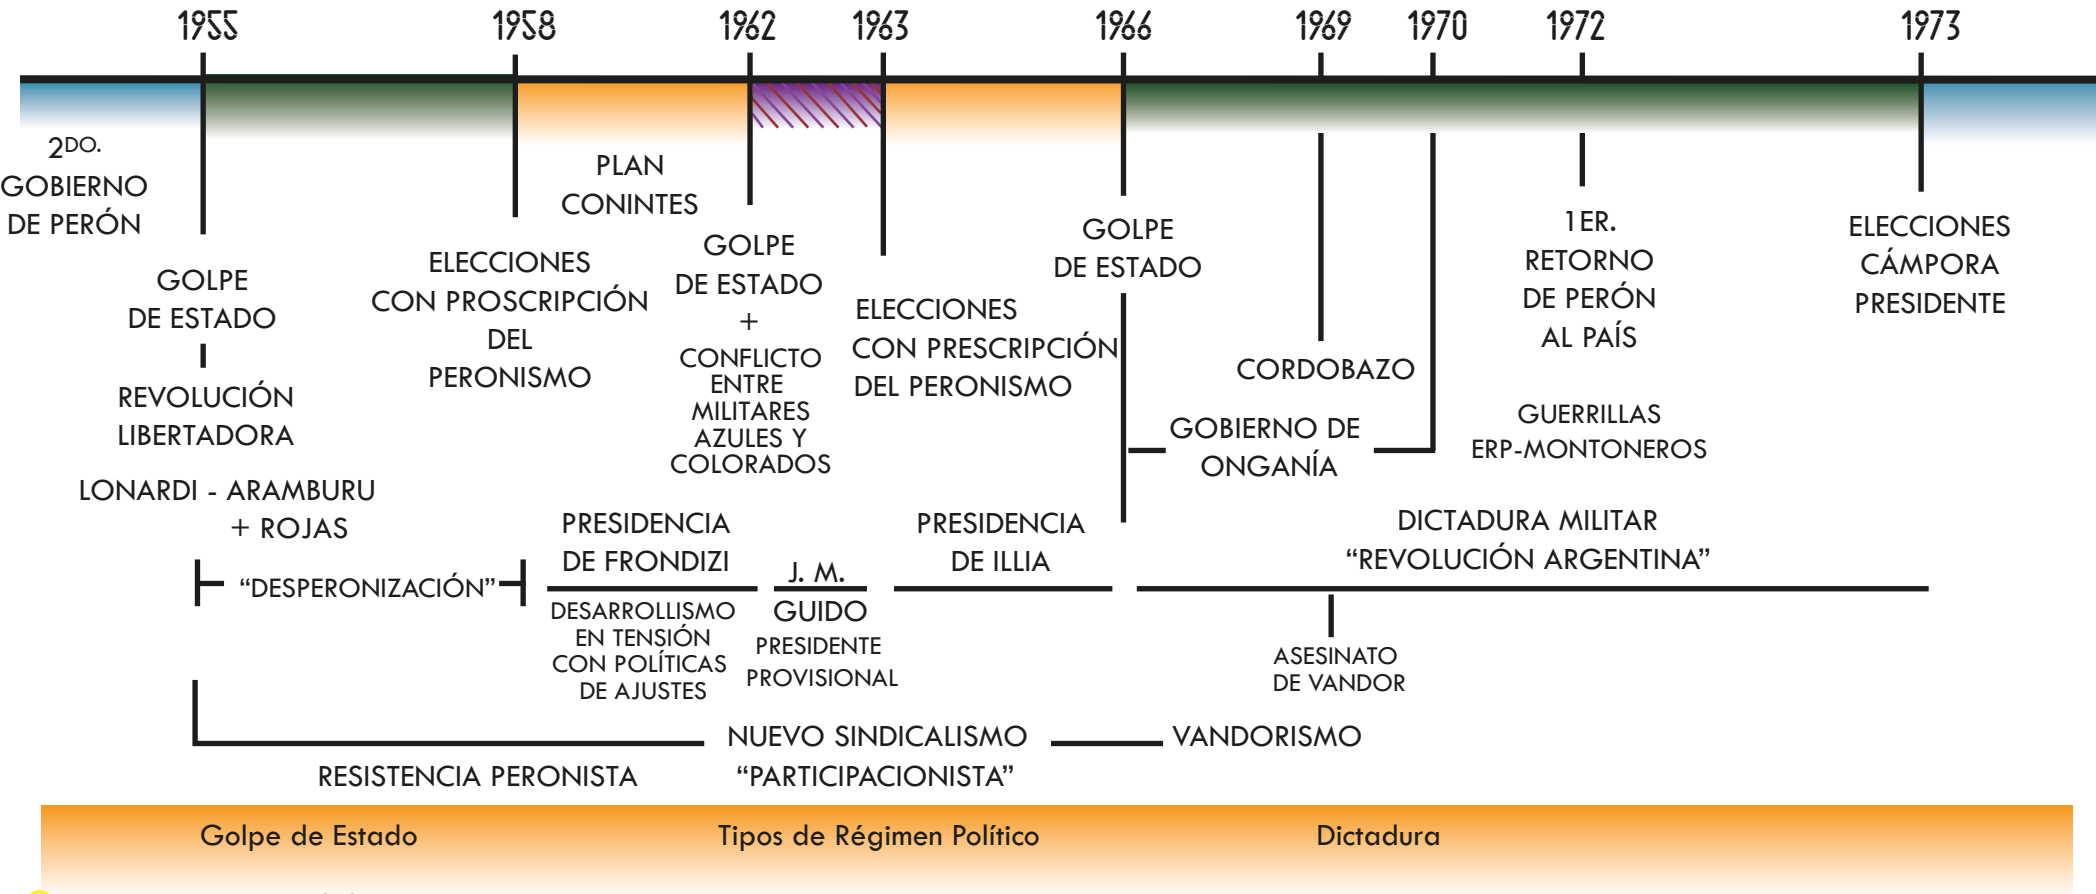 1955
1958
1962
1963
1966
1969
1970
1972
1973
2DO.
GOBIERNO
DE PERÓN
GOLPE
DE ESTADO
REVOLUCIÓN
LIBERTADORA
LONARDI - ARAMBURU
+ ROJAS
“DESPERONIZACIÓN”
ELECCIONES
CON PROSCRIPCIÓN
DEL
PERONISMO
PLAN
CONINTES
PRESIDENCIA
DE FRONDIZI
DESARROLLISMO
EN TENSIÓN
CON POLÍTICAS
DE AJUSTES
GOLPE
DE ESTADO
+
CONFLICTO
ENTRE
MILITARES
AZULES Y
COLORADOS
J. M.
GUIDO
PRESIDENTE
PROVISIONAL
ELECCIONES
CON PRESCRIPCIÓN
DEL PERONISMO
PRESIDENCIA
DE ILLIA
GOLPE
DE ESTADO
CORDOBAZO
GOBIERNO DE
ONGANÍA
1ER.
RETORNO
DE PERÓN
AL PAÍS
GUERRILLAS
ERP-MONTONEROS
DICTADURA MILITAR
“REVOLUCIÓN ARGENTINA”
ASESINATO
DE VANDOR
ELECCIONES
CÁMPORA
PRESIDENTE
RESISTENCIA PERONISTA
NUEVO SINDICALISMO
“PARTICIPACIONISTA”
VANDORISMO
Golpe de Estado
Tipos de Régimen Político
Dictadura